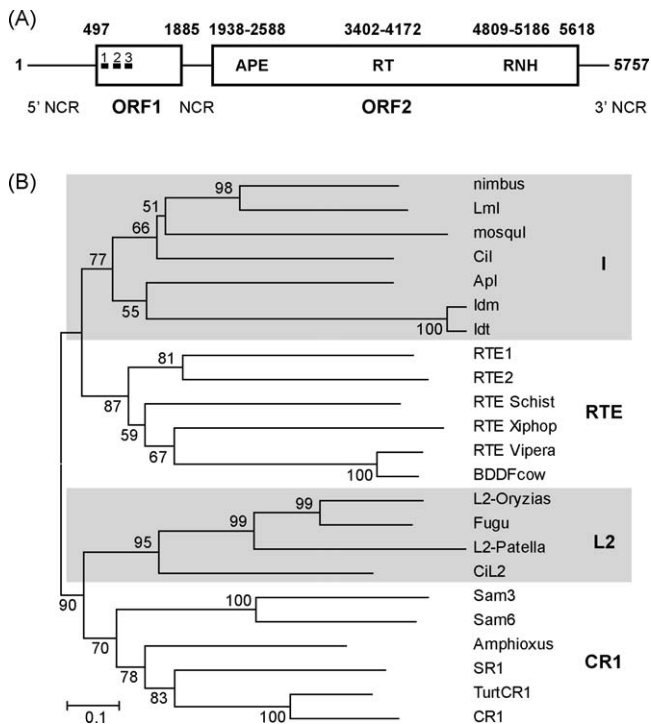 (A)
497 1885 1938-2588 3402-4172 4809-5186 5618
1 2 3
1 APE RT RNH 5757
5' NCR ORF1 NCR ORF2 3' NCR
(B)
98 nimbus
51 LmI
66 mosquI
77 CiI I
ApI
55 Idm
100 Idt
81 RTE1
RTE2
87 RTE Schist
59 RTE Xiphop RTE
67 RTE Vipera
100 BDDFcow
99 L2-Oryzias
99 Fugu
95 L2-Patella L2
CiL2
90
100 Sam3
Sam6
70 Amphioxus
78 SR1 CR1
83 TurtCR1
100 CR1
0.1